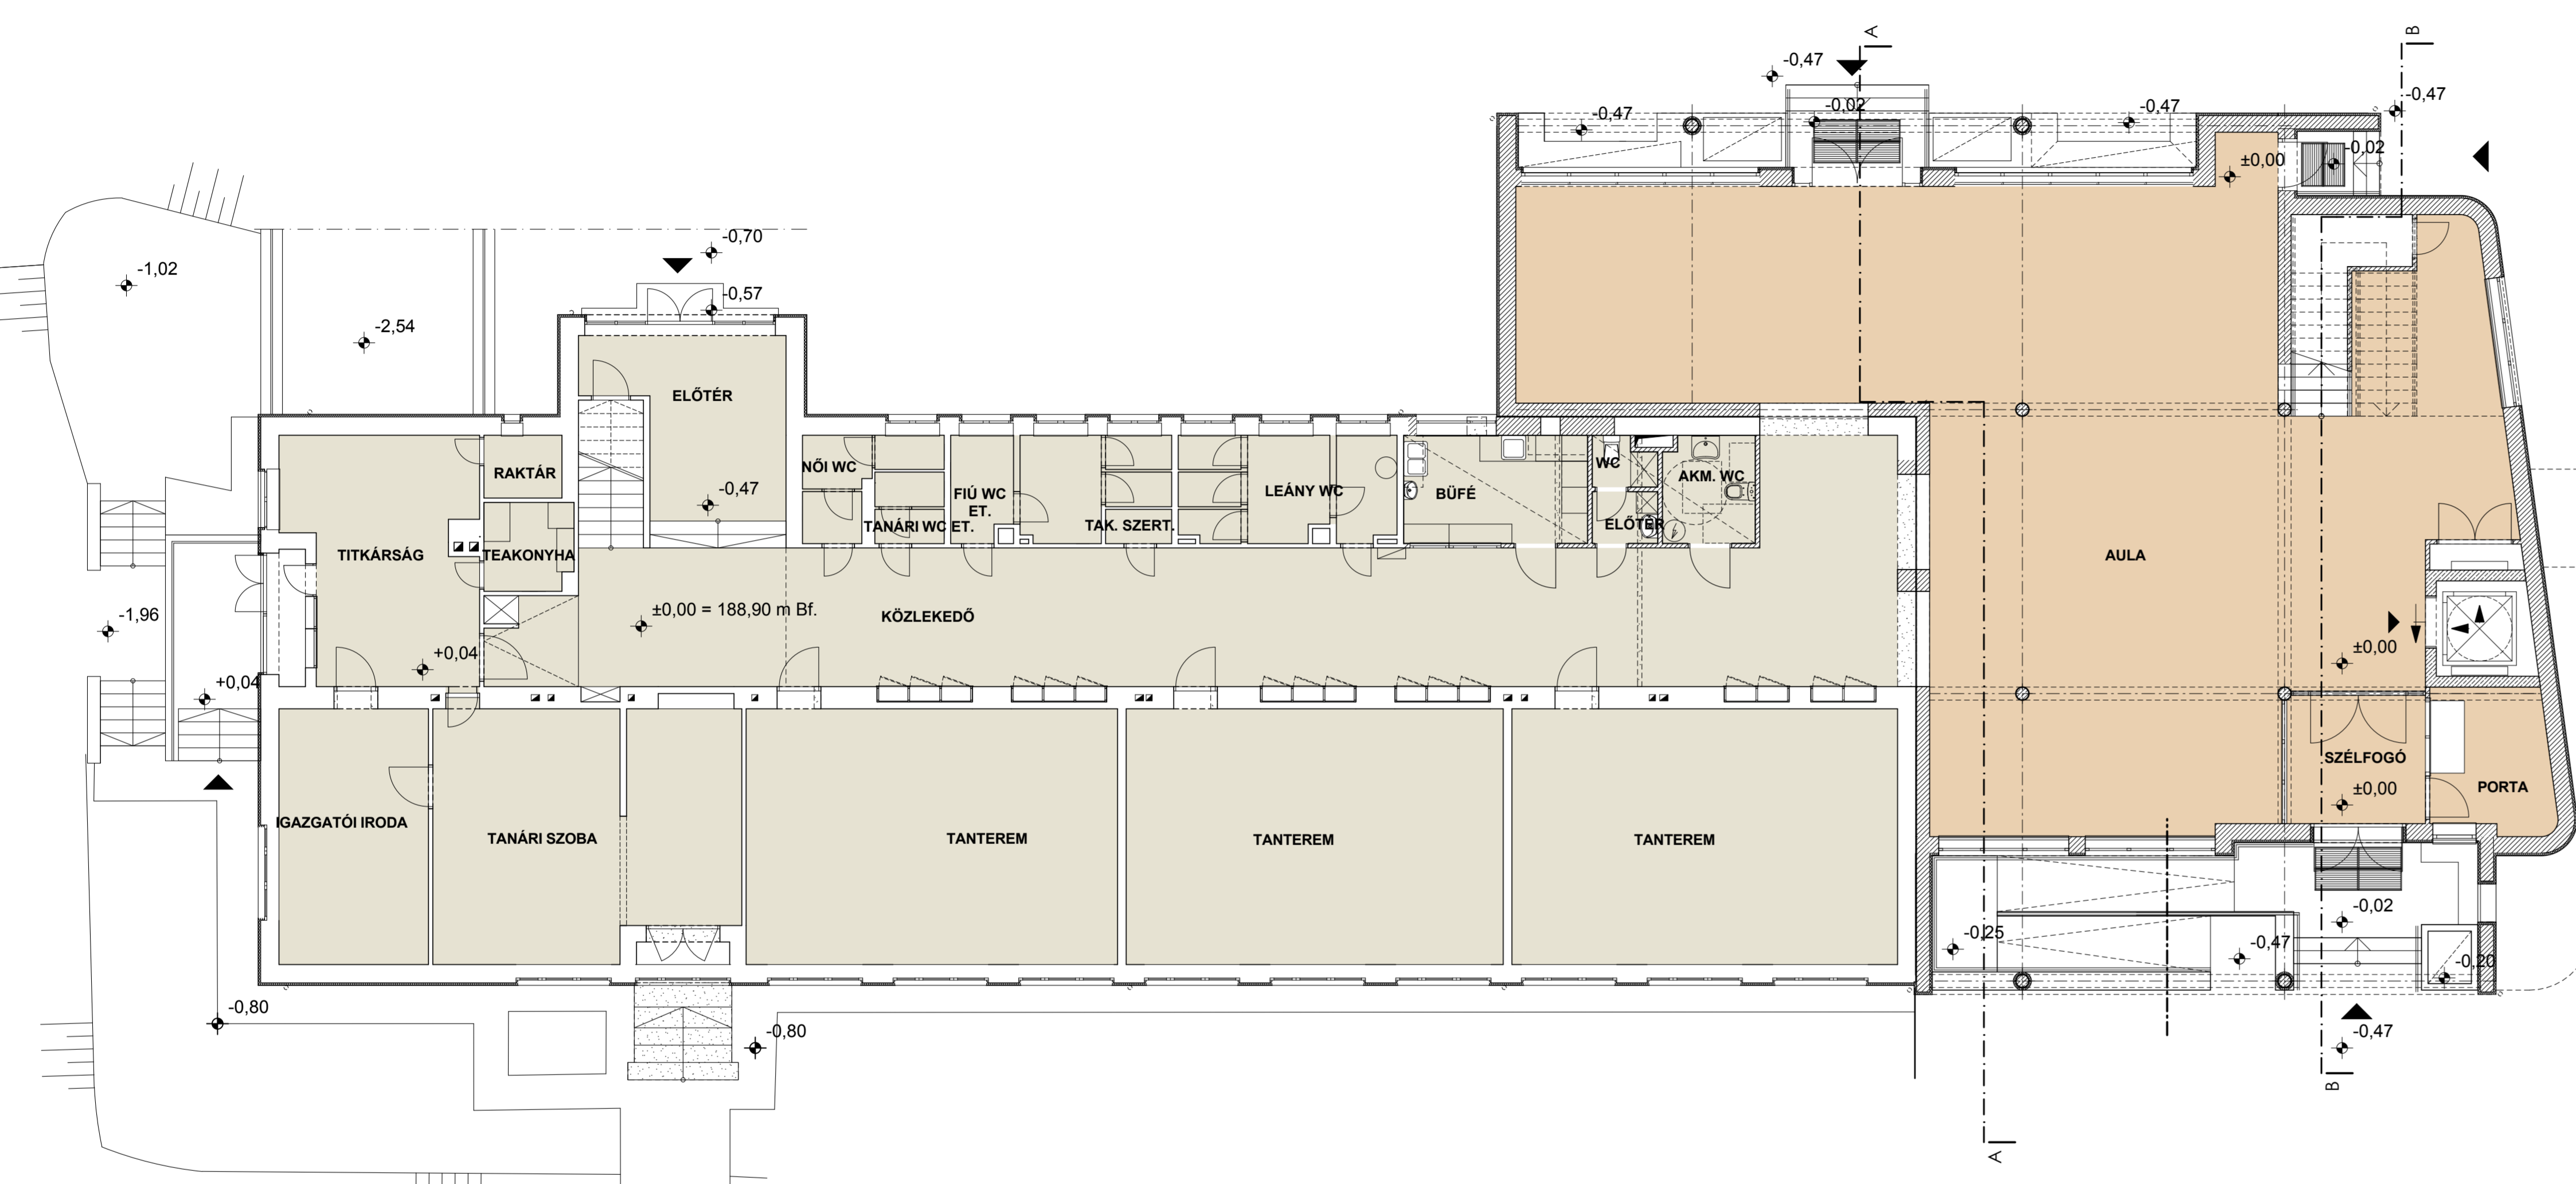 A
B
-0,47
-0,47
-0,47
-0,02
-0,47
-0,02
±0,00
-0,70
-1,02
-0,57
-2,54
ELŐTÉR
-0,47
RAKTÁR
NŐI WC
FIÚ WC
ET.
LEÁNY WC
BÜFÉ
WC
AKM. WC
TANÁRI WC ET.
TAK. SZERT.
ELŐTÉR
TITKÁRSÁG
TEAKONYHA
AULA
-1,96
±0,00 = 188,90 m Bf.
KÖZLEKEDŐ
+0,04
±0,00
+0,04
SZÉLFOGÓ
±0,00
PORTA
IGAZGATÓI IRODA
TANÁRI SZOBA
TANTEREM
TANTEREM
TANTEREM
-0,02
-0,25
-0,47
-0,20
-0,80
-0,80
-0,47
B
A